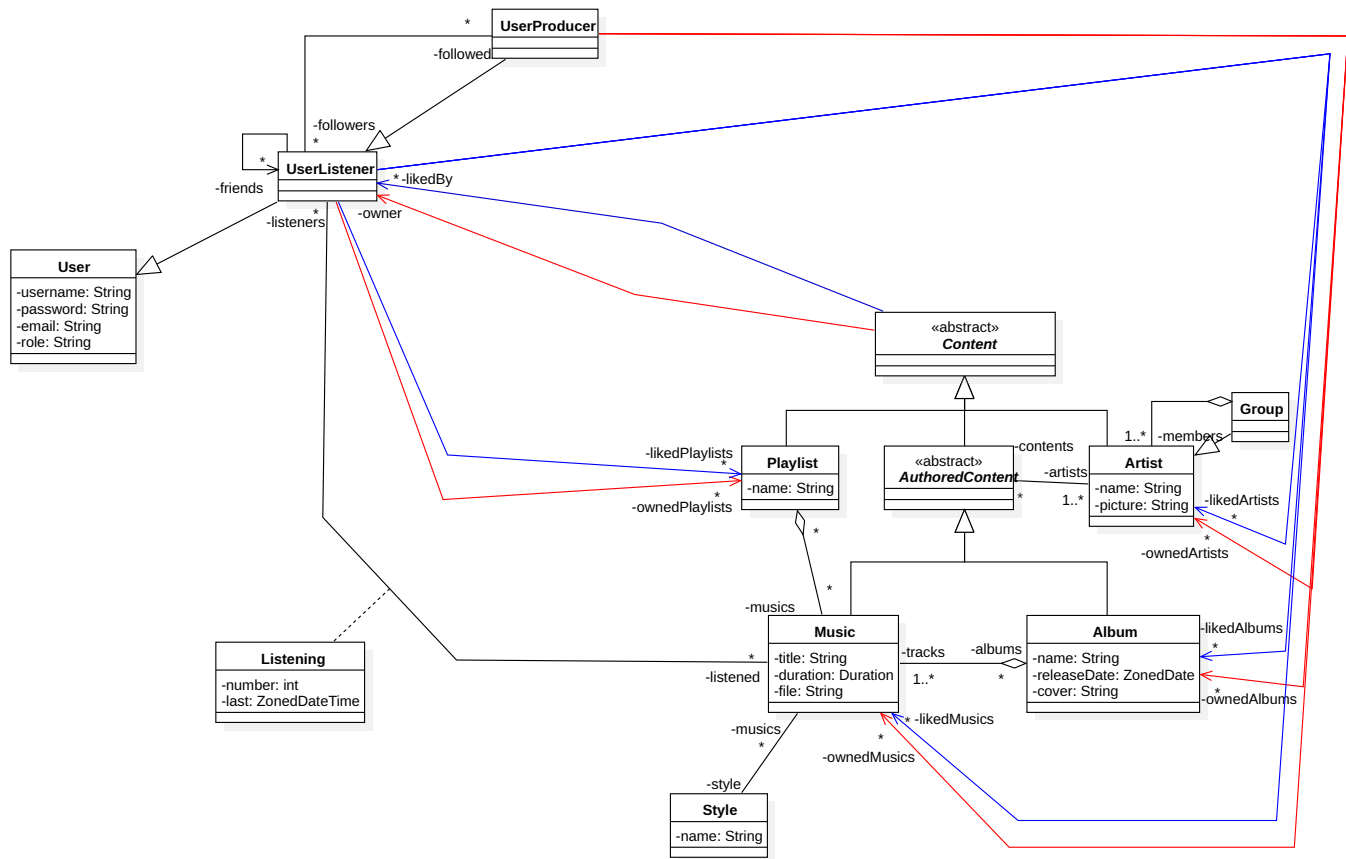 *
UserProducer
-followed
-followers
*
*
UserListener
-friends
*
-likedBy
*
-listeners
-owner
User
-username: String
-password: String
-email: String
-role: String
«abstract»
Content
Group
1..*
-members
-likedPlaylists
*
Playlist
-name: String
*
-ownedPlaylists
«abstract»
AuthoredContent
-contents
*
-artists
1..*
Artist
-name: String
-picture: String
-likedArtists
*
*
-ownedArtists
*
*
-musics
Listening
-number: int
-last: ZonedDateTime
*
-listened
Music
-title: String
-duration: Duration
-file: String
-tracks
1..*
-albums
*
Album
-name: String
-releaseDate: ZonedDate
-cover: String
-likedAlbums
*
*
-ownedAlbums
-musics
*
*
-likedMusics
*
-ownedMusics
-style
Style
-name: String